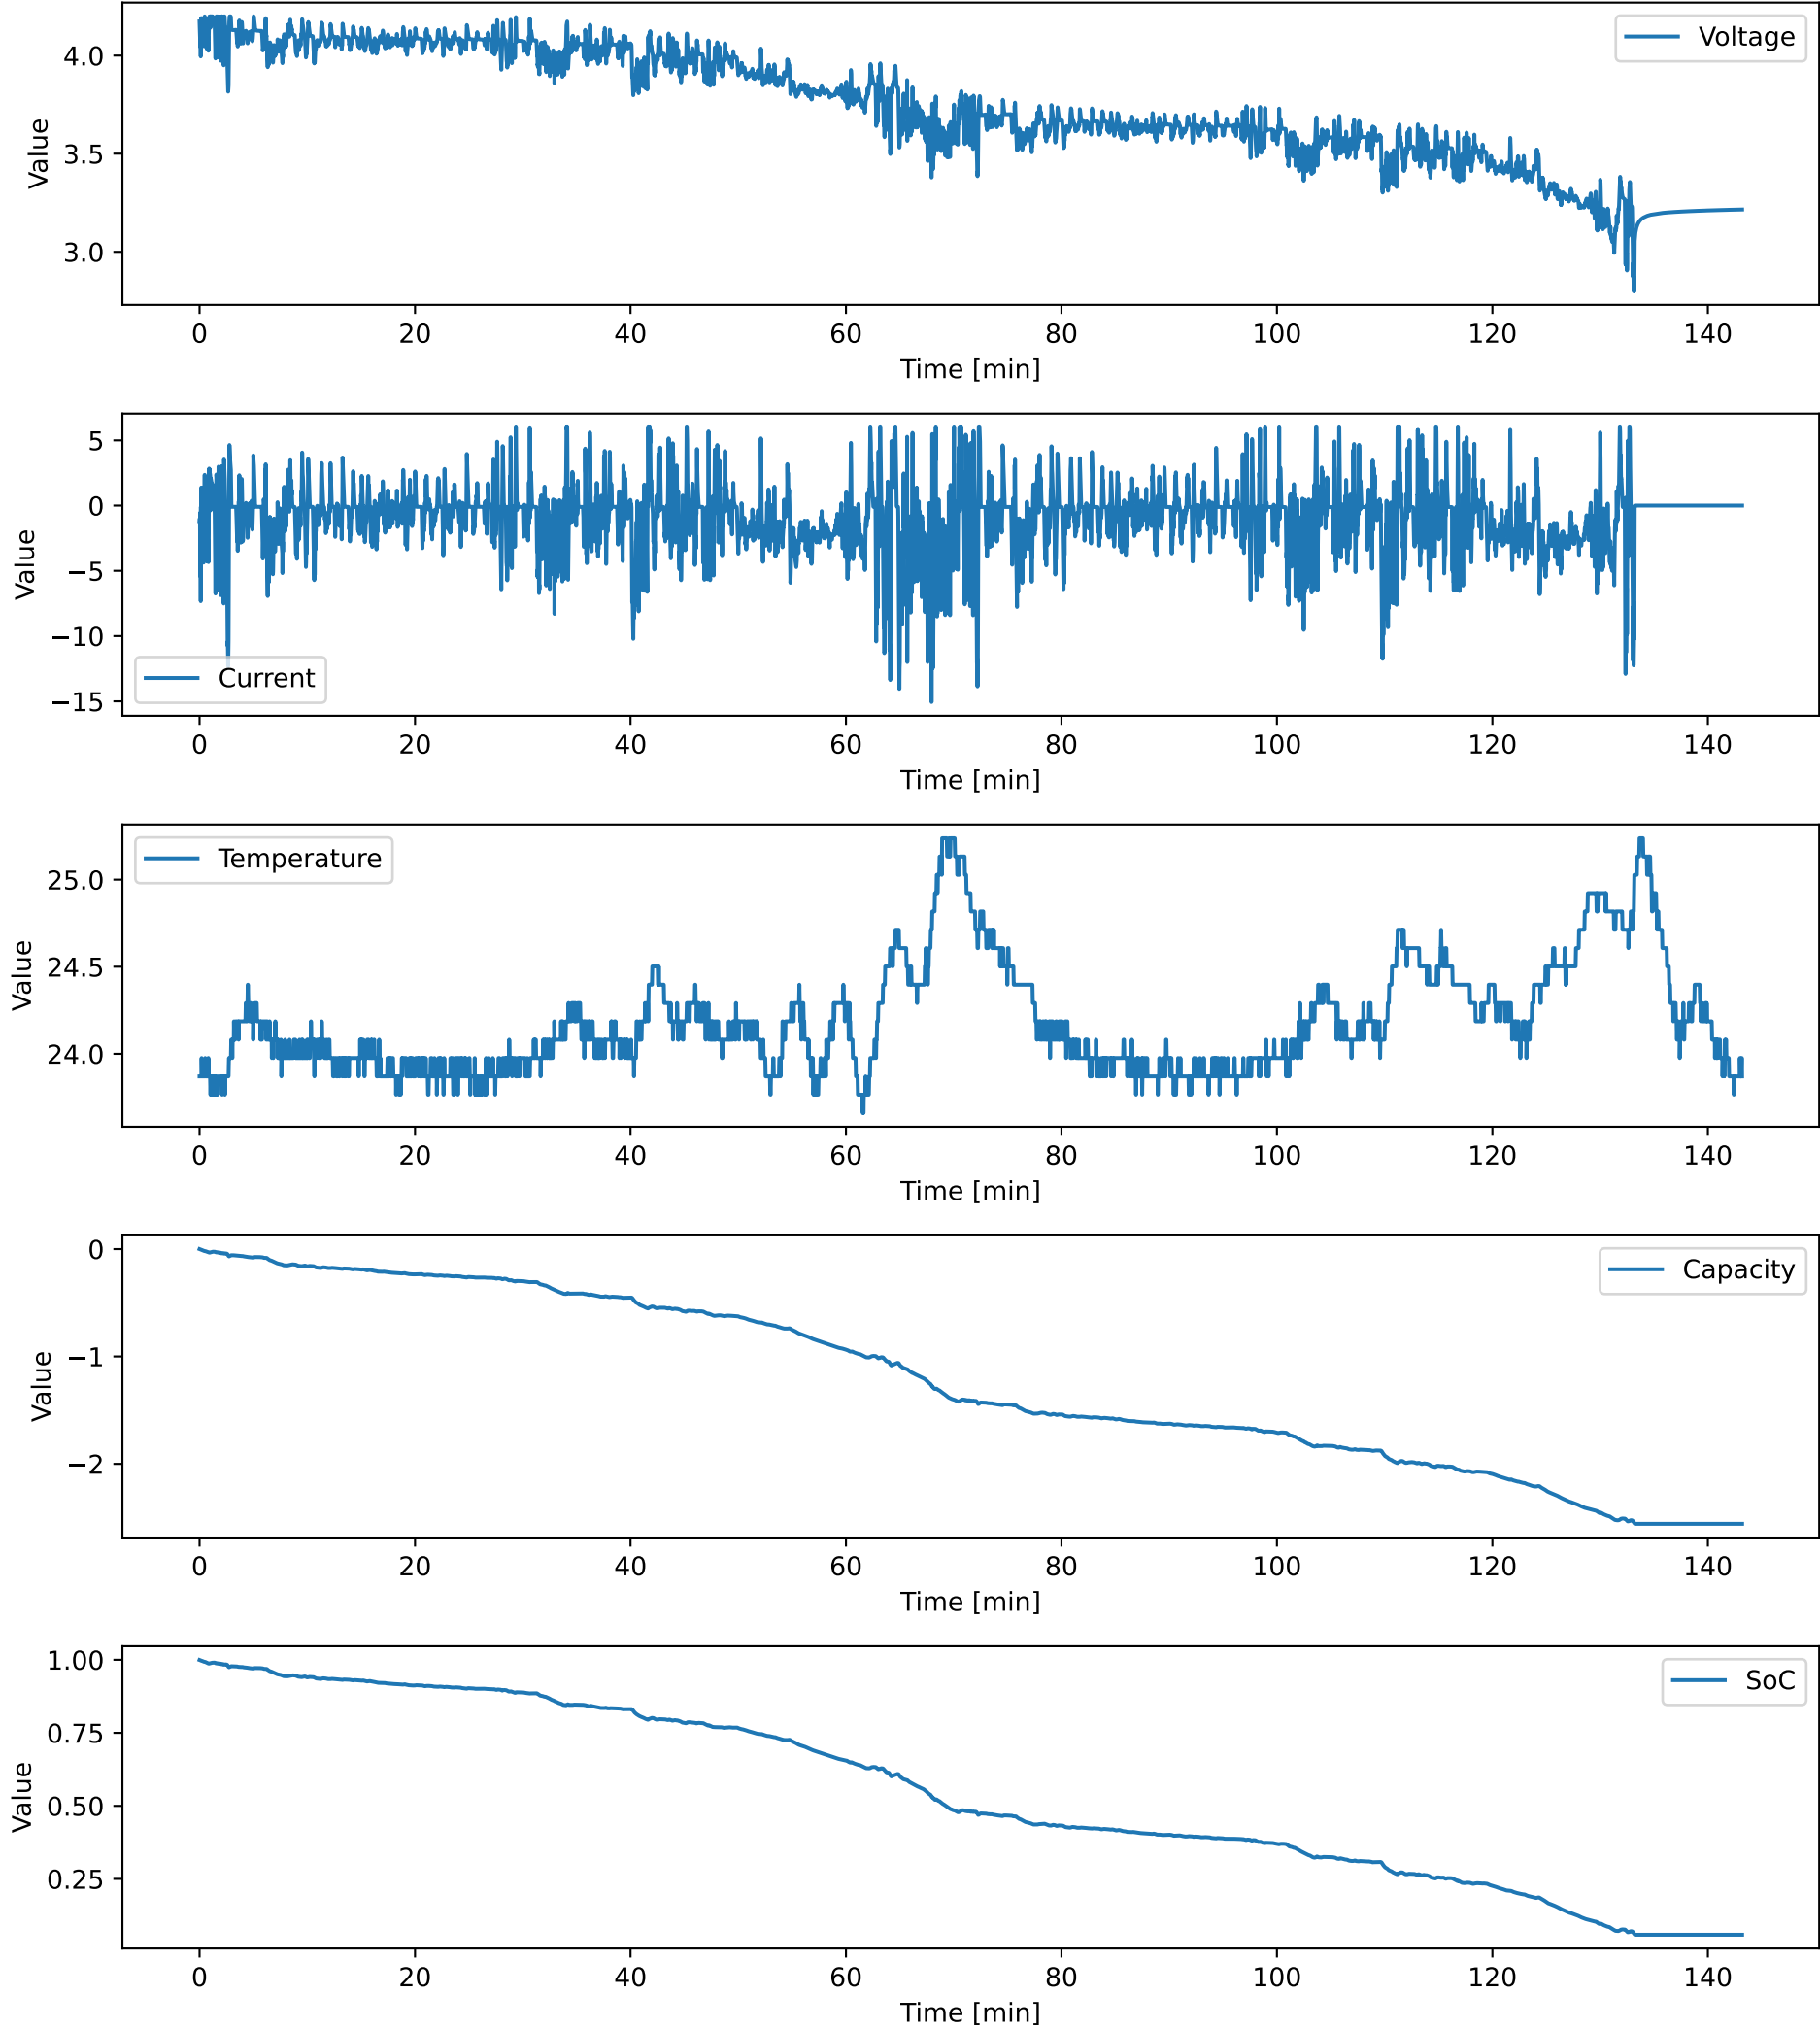 4.0
3.5
3.0
Value
Voltage
0 20 40 60 80 100 120 140
Time [min]
5
0
−5
−10
−15
Value
Current
0 20 40 60 80 100 120 140
Time [min]
25.0
24.5
24.0
Value
Temperature
0 20 40 60 80 100 120 140
Time [min]
0
−1
−2
Value
Capacity
0 20 40 60 80 100 120 140
Time [min]
1.00
0.75
0.50
0.25
Value
SoC
0 20 40 60 80 100 120 140
Time [min]